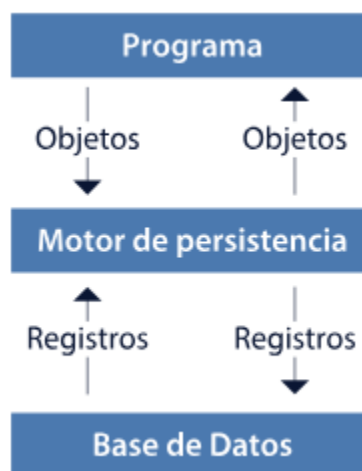 Programa
Objetos Objetos
Motor de persistencia
Registros Registros
Base de Datos